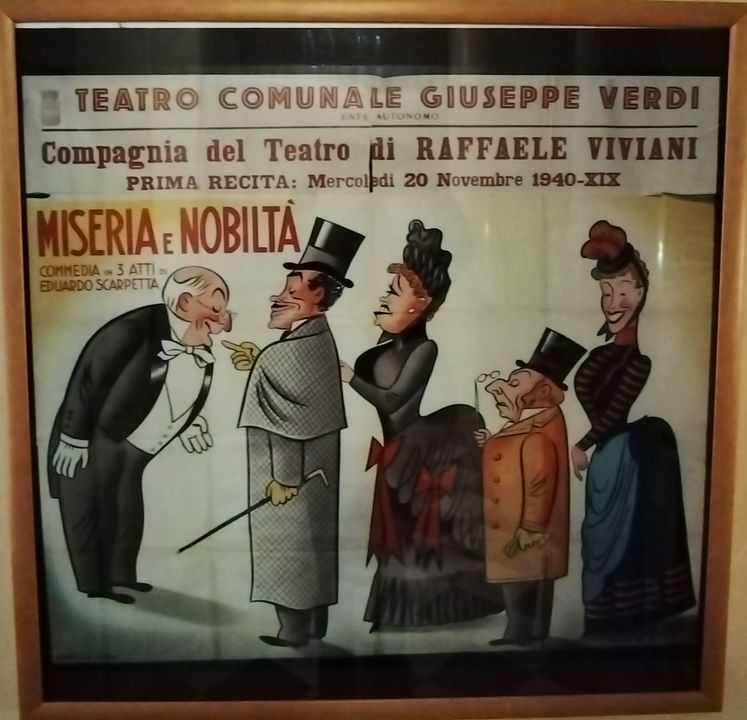 TEATRO COMUNALE GIUSEPPE VERDI
ENTE AUTONOMO
Compagnia del Teatro di RAFFAELE VIVIANI
PRIMA RECITA: Mercoledi 20 Novembre 1940-XIX
MISERIA E NOBILTÀ
COMMEDIA IN 3 ATTI DI
EDUARDO SCARPETTA